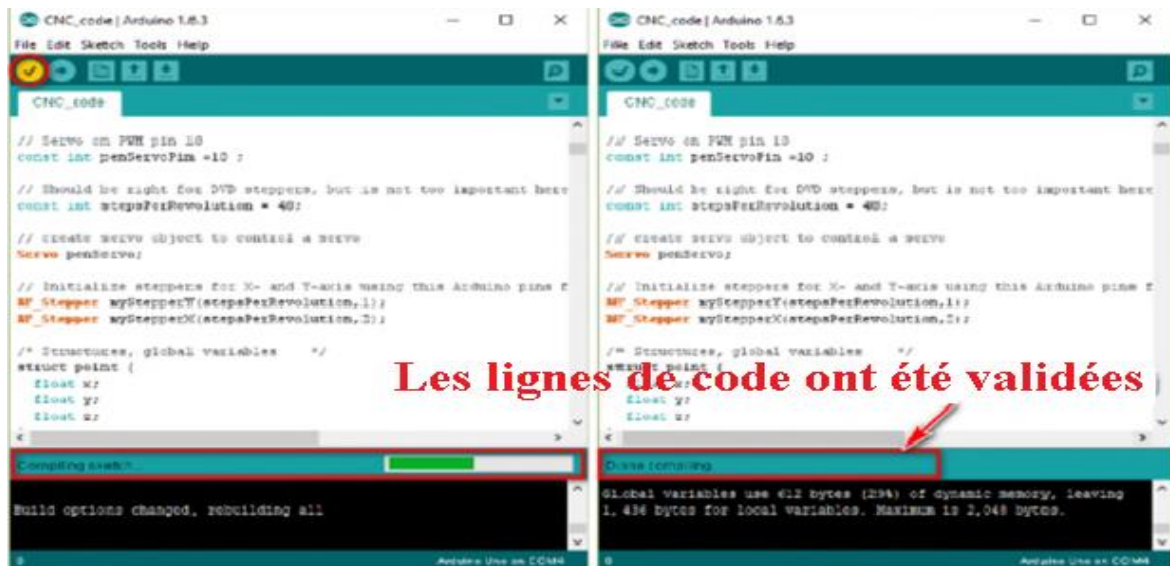 CNC_code | Arduino 1.6.3
File Edit Sketch Tools Help
CNC_code
// Servo on PWM pin 10
const int penServoPin =10 ;
// Should be right for DVD steppers, but is not too important here
const int stepsPerRevolution = 48;
// create servo object to control a servo
Servo penServo;
// Initialize steppers for X- and Y-axis using this Arduino pins f
AF_Stepper myStepperY(stepsPerRevolution,1);
AF_Stepper myStepperX(stepsPerRevolution,2);
/* Structures, global variables */
struct point {
float x;
float y;
float z;
Compiling sketch...
Build options changed, rebuilding all
Arduino Uno on COM4
CNC_code | Arduino 1.6.3
File Edit Sketch Tools Help
CNC_code
// Servo on PWM pin 10
const int penServoPin =10 ;
// Should be right for DVD steppers, but is not too important here
const int stepsPerRevolution = 48;
// create servo object to control a servo
Servo penServo;
// Initialize steppers for X- and Y-axis using this Arduino pins f
AF_Stepper myStepperY(stepsPerRevolution,1);
AF_Stepper myStepperX(stepsPerRevolution,2);
/* Structures, global variables */
struct point {
float x;
float y;
float z;
Les lignes de code ont été validées
Done compiling.
Global variables use 612 bytes (29%) of dynamic memory, leaving
1,436 bytes for local variables. Maximum is 2,048 bytes.
Arduino Uno on COM4